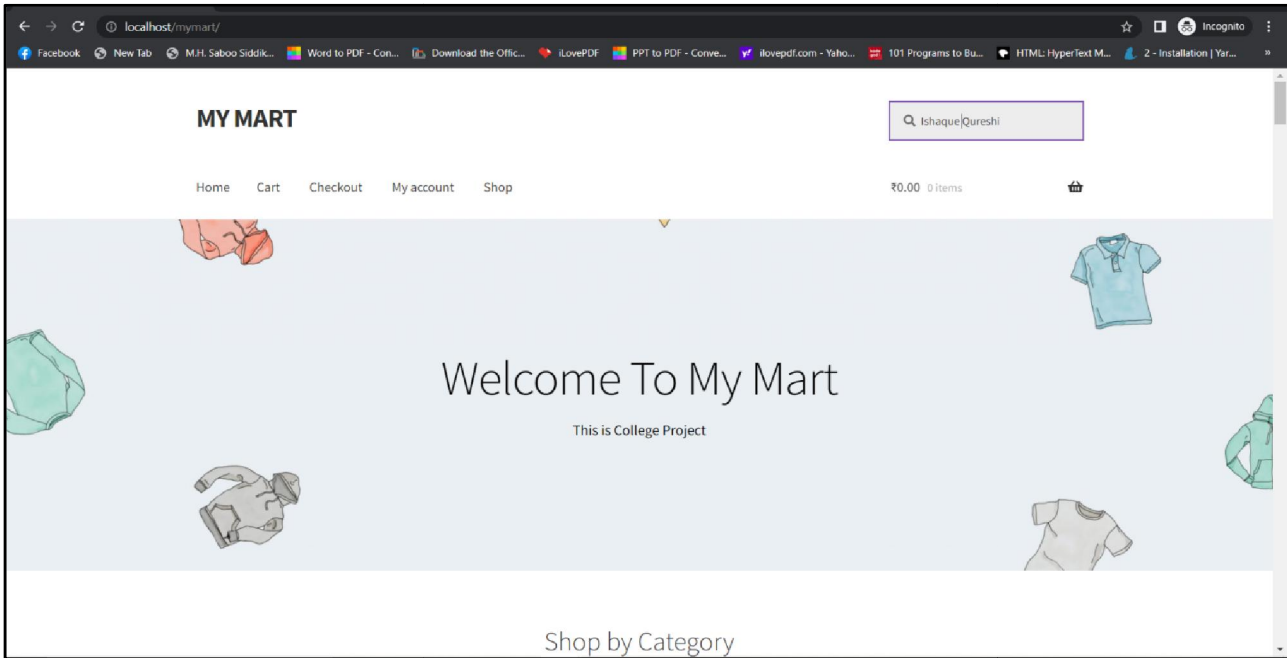 localhost/mymart/
Incognito
Facebook New Tab M.H. Saboo Siddik... Word to PDF - Con... Download the Offic... iLovePDF PPT to PDF - Conve... ilovepdf.com - Yaho... 101 Programs to Bu... HTML: HyperText M... 2 - Installation | Yar... »
MY MART
Ishaque Qureshi
Home Cart Checkout My account Shop
₹0.00 0 items
Welcome To My Mart
This is College Project
Shop by Category